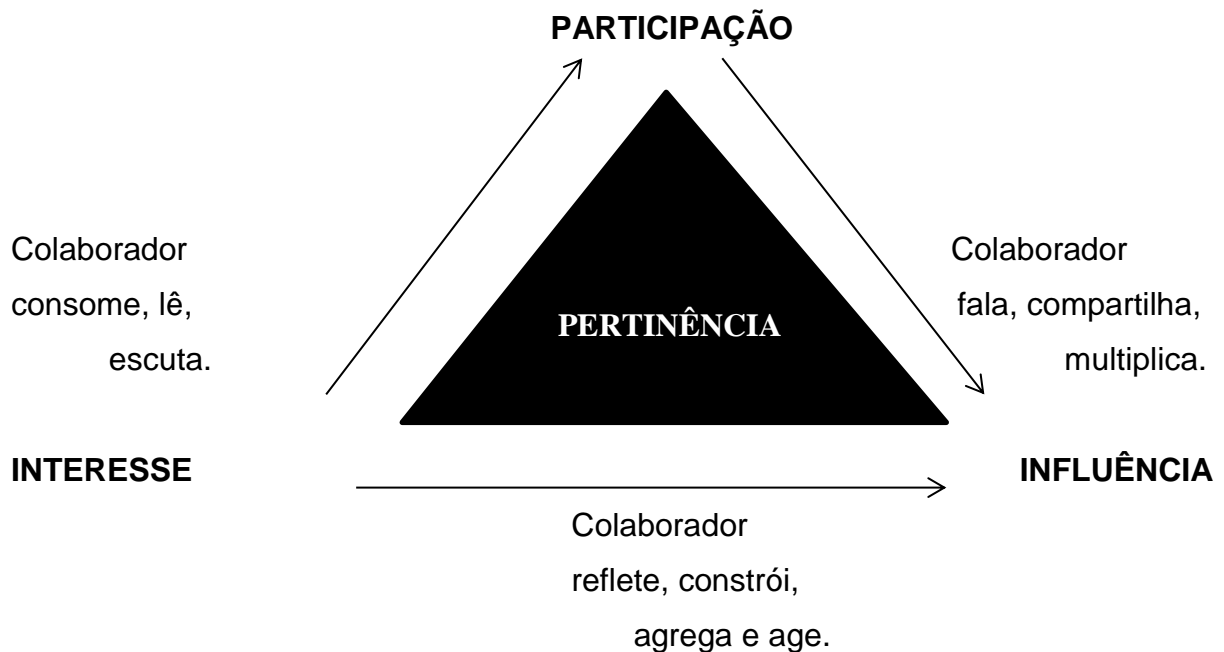 PARTICIPAÇÃO
Colaborador
consome, lê,
escuta.
PERTINÊNCIA
Colaborador
fala, compartilha,
multiplica.
INTERESSE
INFLUÊNCIA
Colaborador
reflete, constrói,
agrega e age.